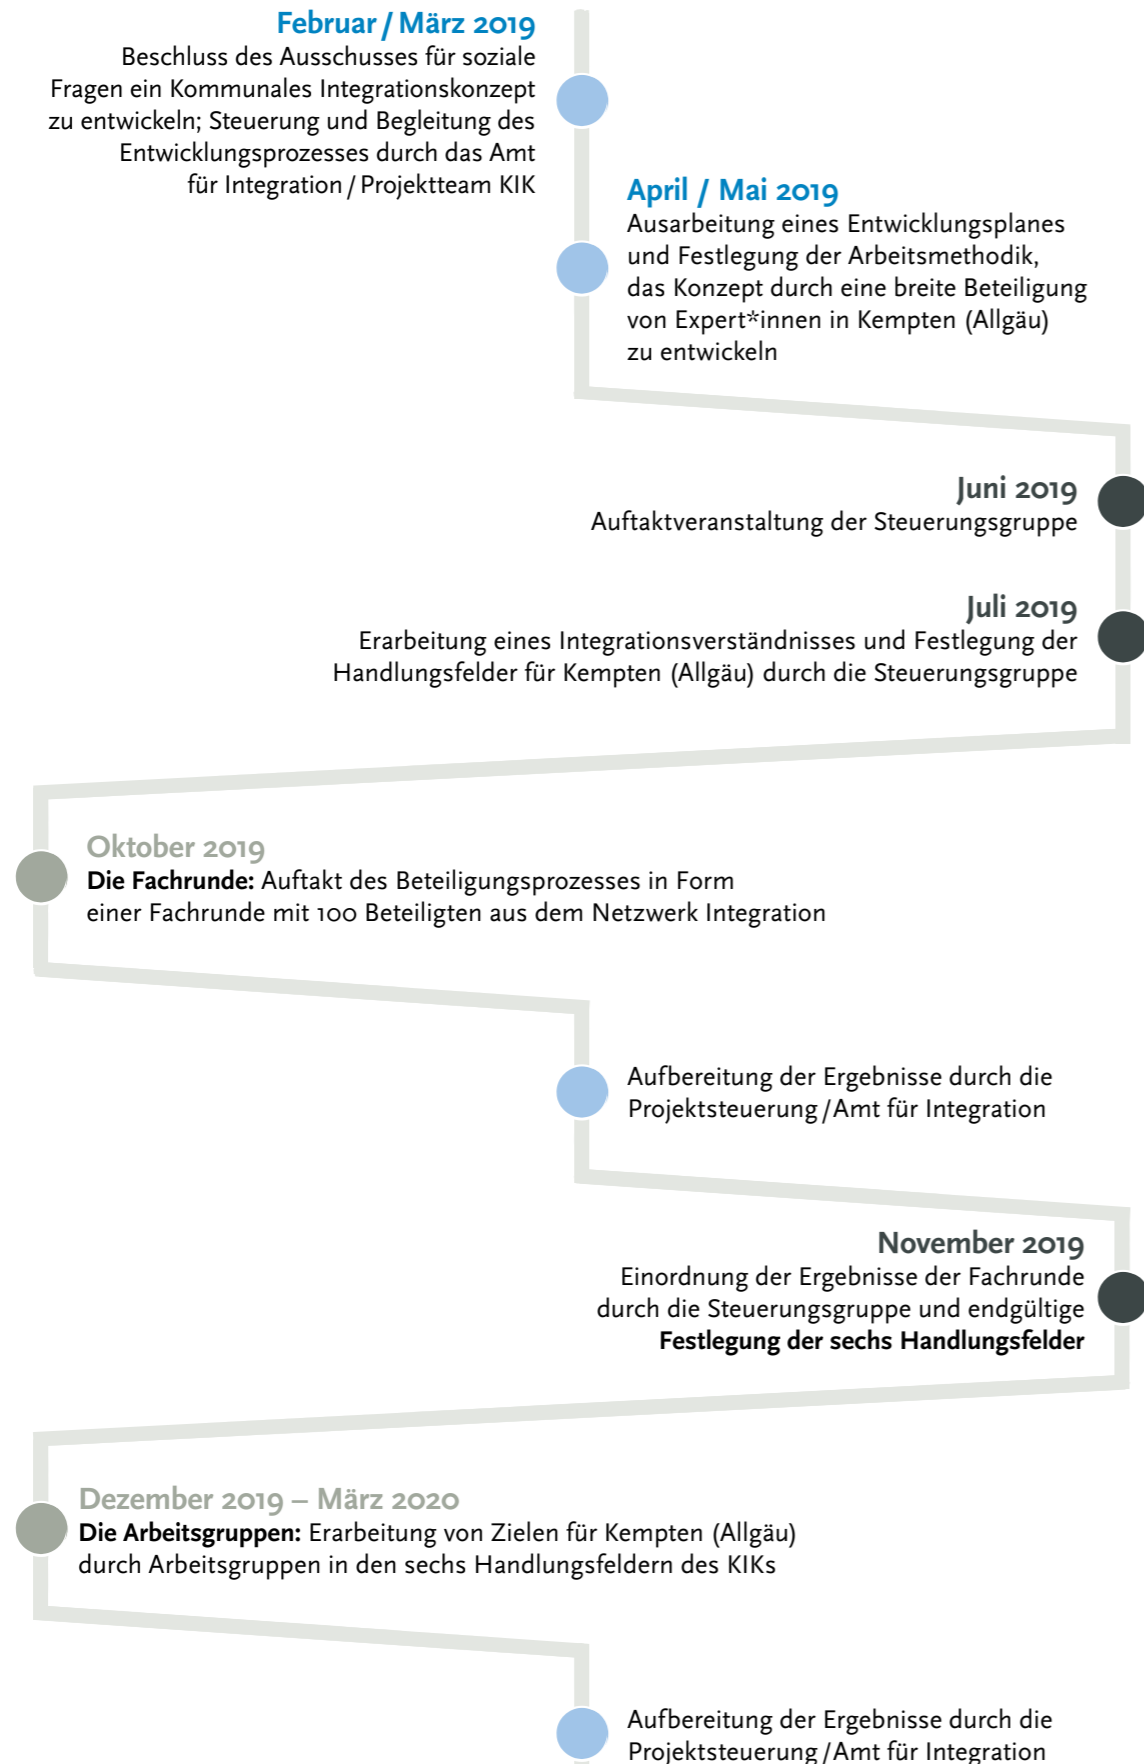 Februar / März 2019
Beschluss des Ausschusses für soziale
Fragen ein Kommunales Integrationskonzept
zu entwickeln; Steuerung und Begleitung des
Entwicklungsprozesses durch das Amt
für Integration / Projektteam KIK
April / Mai 2019
Ausarbeitung eines Entwicklungsplanes
und Festlegung der Arbeitsmethodik,
das Konzept durch eine breite Beteiligung
von Expert*innen in Kempten (Allgäu)
zu entwickeln
Juni 2019
Auftaktveranstaltung der Steuerungsgruppe
Juli 2019
Erarbeitung eines Integrationsverständnisses und Festlegung der
Handlungsfelder für Kempten (Allgäu) durch die Steuerungsgruppe
Oktober 2019
Die Fachrunde: Auftakt des Beteiligungsprozesses in Form
einer Fachrunde mit 100 Beteiligten aus dem Netzwerk Integration
Aufbereitung der Ergebnisse durch die
Projektsteuerung / Amt für Integration
November 2019
Einordnung der Ergebnisse der Fachrunde
durch die Steuerungsgruppe und endgültige
Festlegung der sechs Handlungsfelder
Dezember 2019 – März 2020
Die Arbeitsgruppen: Erarbeitung von Zielen für Kempten (Allgäu)
durch Arbeitsgruppen in den sechs Handlungsfeldern des KIKs
Aufbereitung der Ergebnisse durch die
Projektsteuerung / Amt für Integration